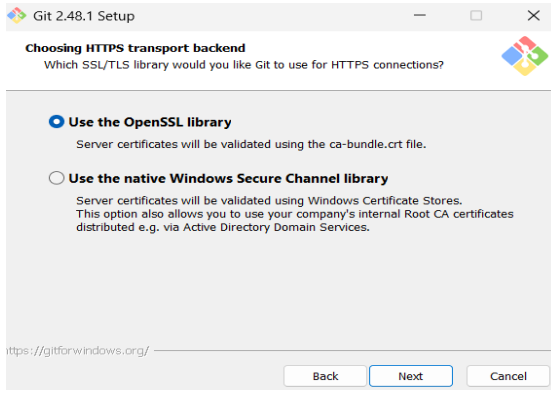 Git 2.48.1 Setup
Choosing HTTPS transport backend
Which SSL/TLS library would you like Git to use for HTTPS connections?
Use the OpenSSL library
Server certificates will be validated using the ca-bundle.crt file.
Use the native Windows Secure Channel library
Server certificates will be validated using Windows Certificate Stores.
This option also allows you to use your company's internal Root CA certificates
distributed e.g. via Active Directory Domain Services.
https://gitforwindows.org/
Back Next Cancel